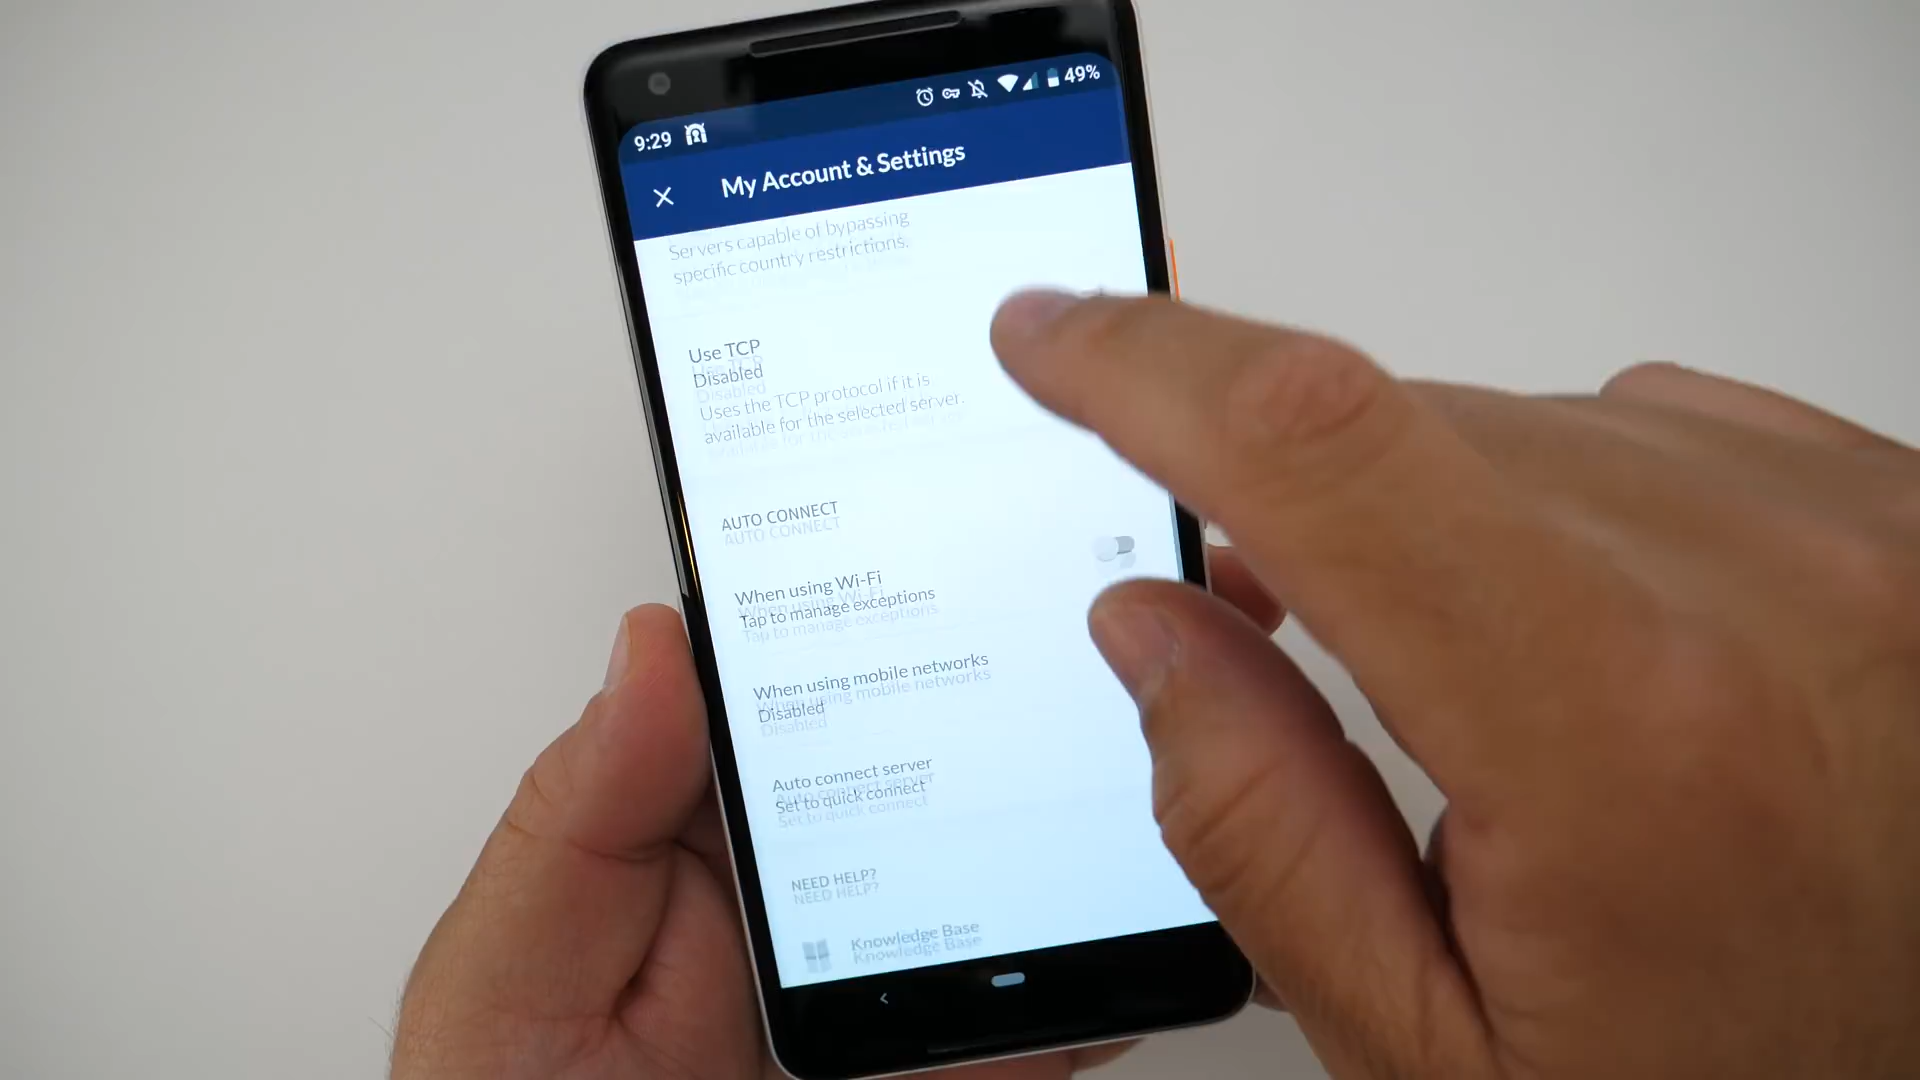 9:29
49%
My Account & Settings
Servers capable of bypassing
specific country restrictions.
Use TCP
Disabled
Uses the TCP protocol if it is
available for the selected server.
AUTO CONNECT
When using Wi-Fi
Tap to manage exceptions
When using mobile networks
Disabled
Auto connect server
Set to quick connect
NEED HELP?
Knowledge Base